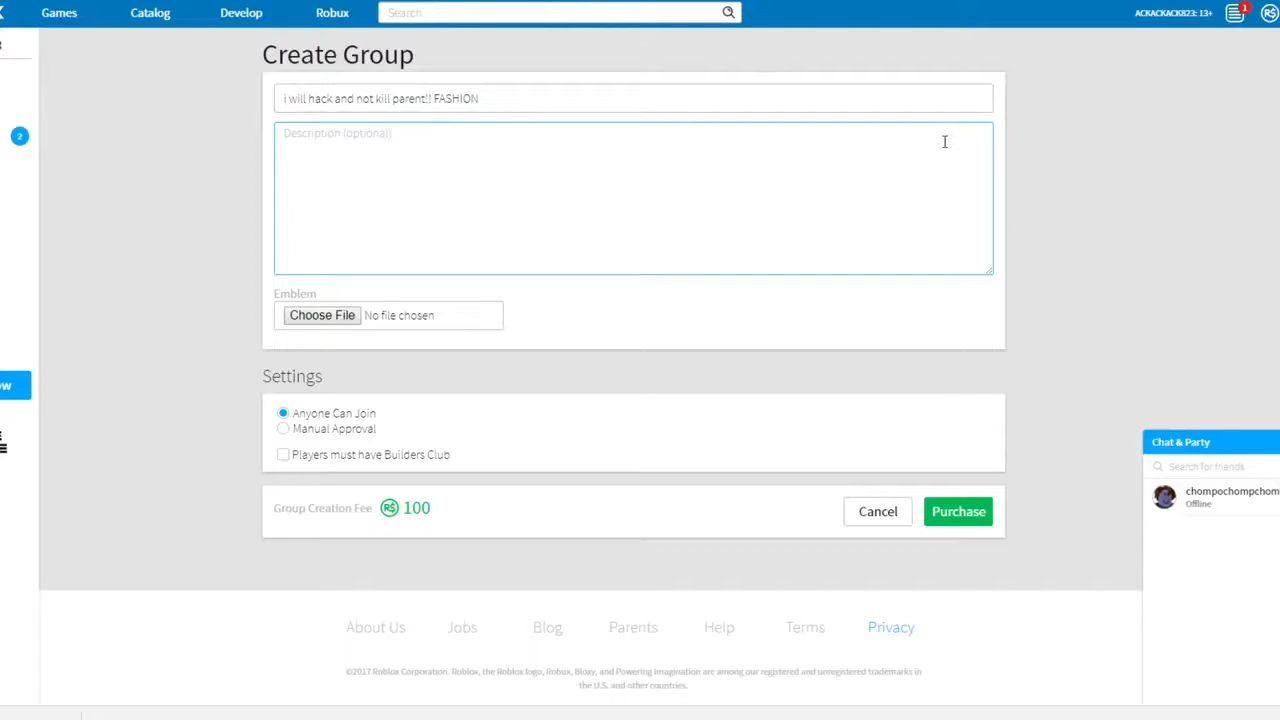 Games Catalog Develop Robux Search ACKACKACK823: 13+ 1 R$
Create Group
i will hack and not kill parent!! FASHION
Description (optional)
2
Emblem
Choose File No file chosen
Settings
Anyone Can Join
Manual Approval
Players must have Builders Club
Chat & Party
Search for friends
chompochompchom
Offline
Group Creation Fee R$ 100 Cancel Purchase
About Us Jobs Blog Parents Help Terms Privacy
©2017 Roblox Corporation. Roblox, the Roblox logo, Robux, Bloxy, and Powering Imagination are among our registered and unregistered trademarks in
the U.S. and other countries.